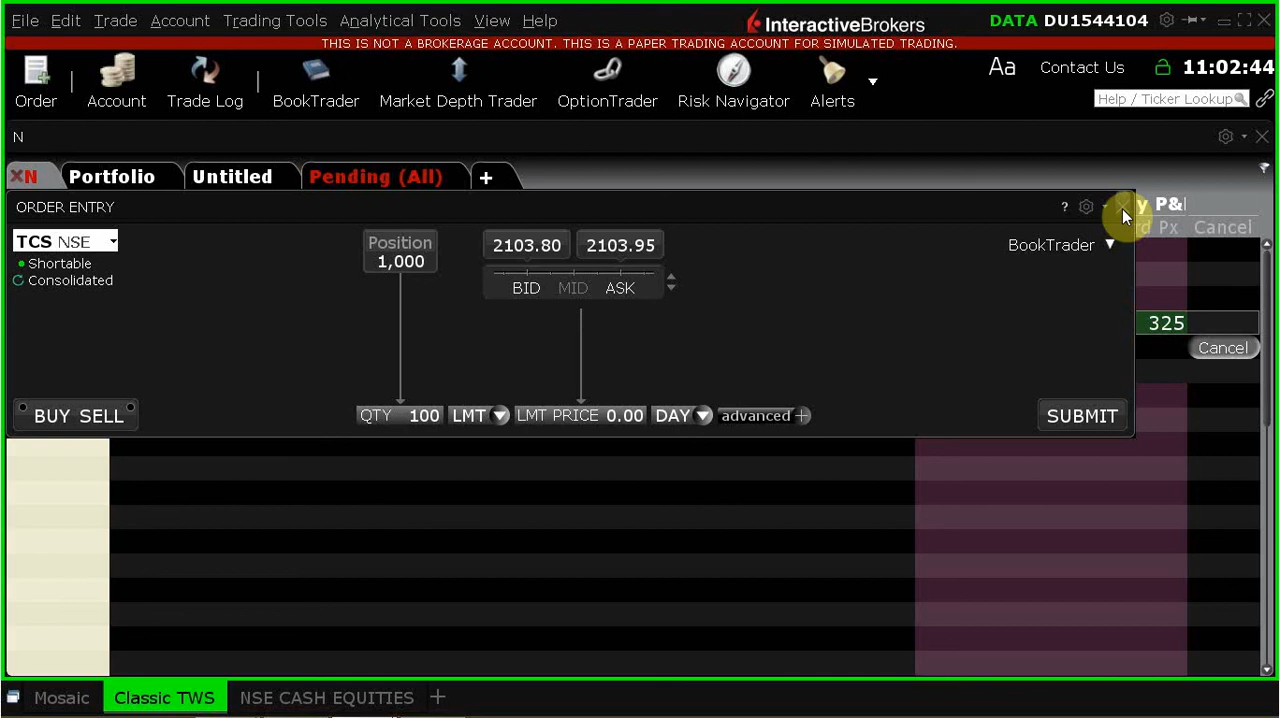 File Edit Trade Account Trading Tools Analytical Tools View Help InteractiveBrokers DATA DU1544104
THIS IS NOT A BROKERAGE ACCOUNT. THIS IS A PAPER TRADING ACCOUNT FOR SIMULATED TRADING.
Order Account Trade Log BookTrader Market Depth Trader OptionTrader Risk Navigator Alerts Aa Contact Us 11:02:44
Help / Ticker Lookup
N
N Portfolio Untitled Pending (All) +
ORDER ENTRY ? y P&
rd Px Cancel
TCS NSE Position 2103.80 2103.95 BookTrader
Shortable 1,000
Consolidated BID MID ASK
325
Cancel
BUY SELL QTY 100 LMT LMT PRICE 0.00 DAY advanced + SUBMIT
Mosaic Classic TWS NSE CASH EQUITIES +